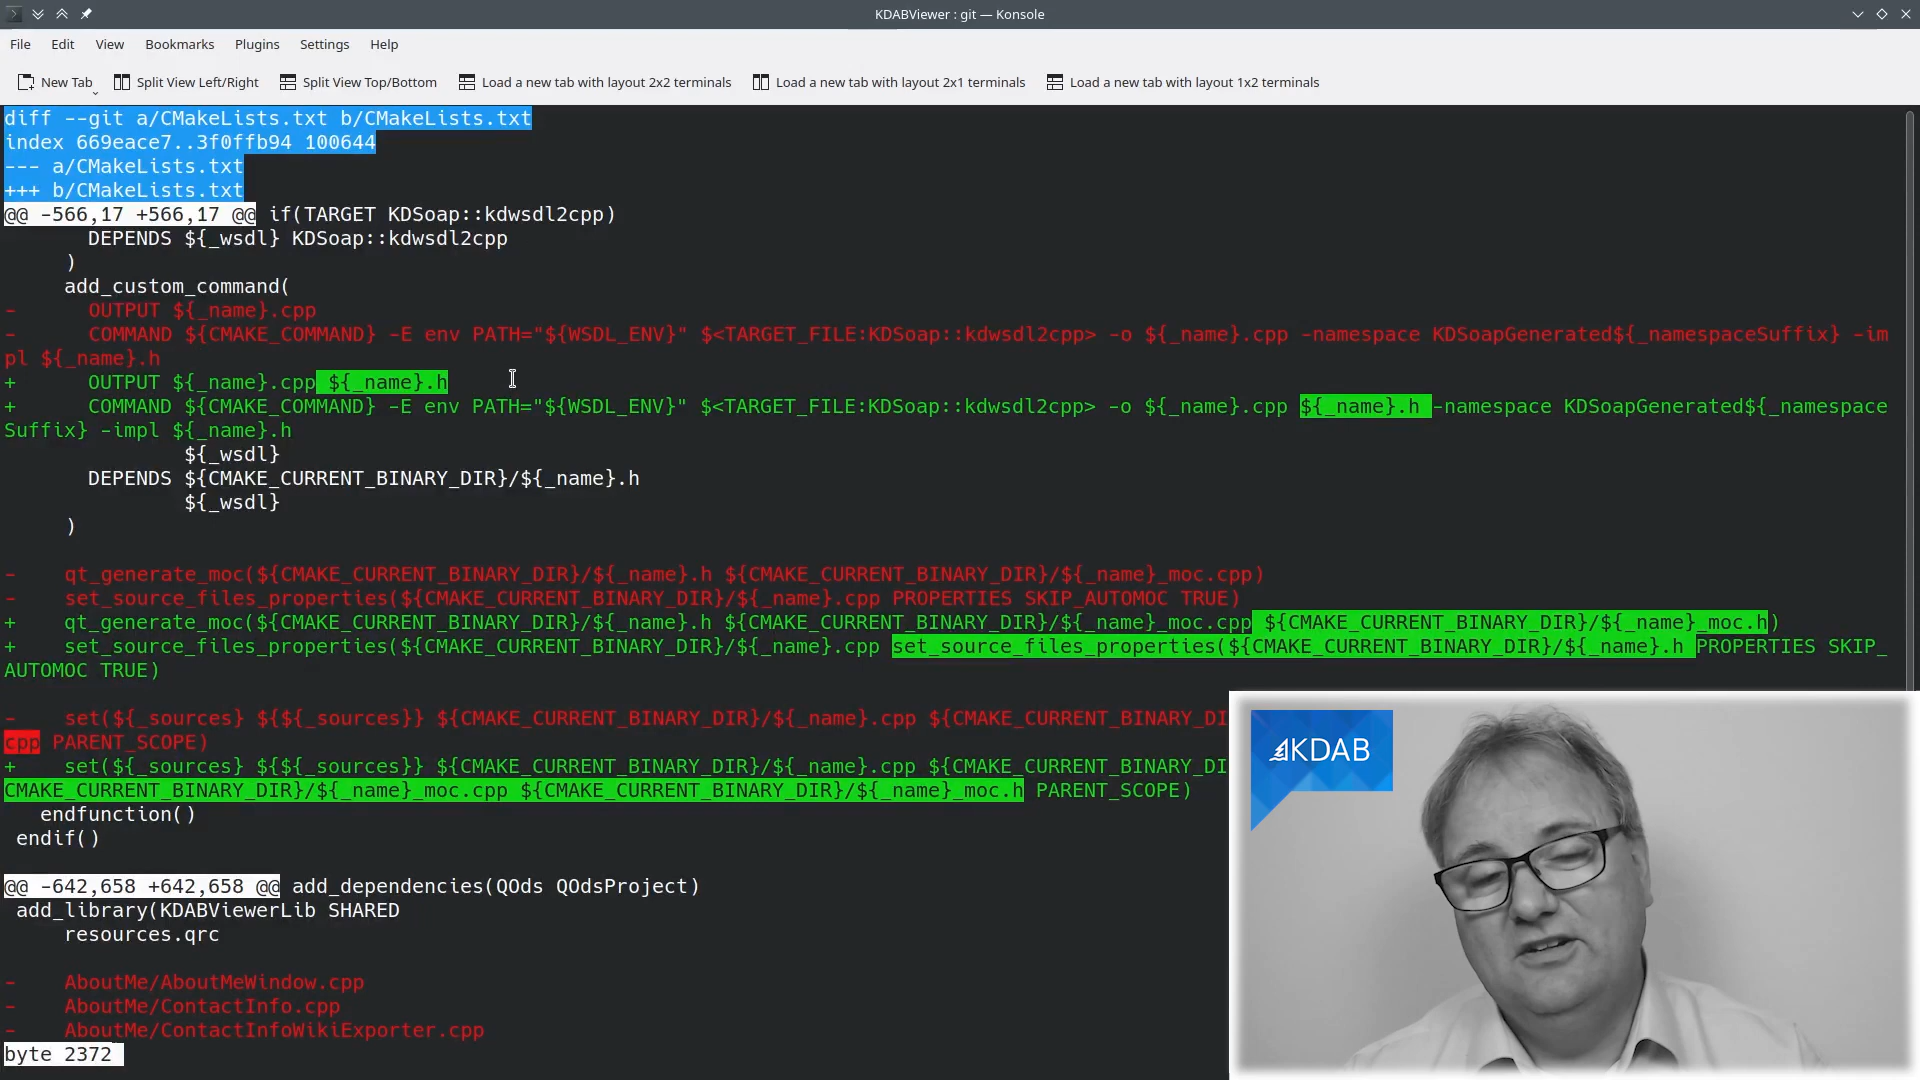 KDABViewer : git — Konsole
File Edit View Bookmarks Plugins Settings Help
New Tab Split View Left/Right Split View Top/Bottom Load a new tab with layout 2x2 terminals Load a new tab with layout 2x1 terminals Load a new tab with layout 1x2 terminals
diff --git a/CMakeLists.txt b/CMakeLists.txt
index 669eace7..3f0ffb94 100644
--- a/CMakeLists.txt
+++ b/CMakeLists.txt
@@ -566,17 +566,17 @@ if(TARGET KDSoap::kdwsdl2cpp)
       DEPENDS ${_wsdl} KDSoap::kdwsdl2cpp
     )
     add_custom_command(
-      OUTPUT ${_name}.cpp
-      COMMAND ${CMAKE_COMMAND} -E env PATH="${WSDL_ENV}" $<TARGET_FILE:KDSoap::kdwsdl2cpp> -o ${_name}.cpp -namespace KDSoapGenerated${_namespaceSuffix} -im
pl ${_name}.h
+      OUTPUT ${_name}.cpp ${_name}.h
+      COMMAND ${CMAKE_COMMAND} -E env PATH="${WSDL_ENV}" $<TARGET_FILE:KDSoap::kdwsdl2cpp> -o ${_name}.cpp ${_name}.h -namespace KDSoapGenerated${_namespace
Suffix} -impl ${_name}.h
               ${_wsdl}
       DEPENDS ${CMAKE_CURRENT_BINARY_DIR}/${_name}.h
               ${_wsdl}
     )
-    qt_generate_moc(${CMAKE_CURRENT_BINARY_DIR}/${_name}.h ${CMAKE_CURRENT_BINARY_DIR}/${_name}_moc.cpp)
-    set_source_files_properties(${CMAKE_CURRENT_BINARY_DIR}/${_name}.cpp PROPERTIES SKIP_AUTOMOC TRUE)
+    qt_generate_moc(${CMAKE_CURRENT_BINARY_DIR}/${_name}.h ${CMAKE_CURRENT_BINARY_DIR}/${_name}_moc.cpp ${CMAKE_CURRENT_BINARY_DIR}/${_name}_moc.h)
+    set_source_files_properties(${CMAKE_CURRENT_BINARY_DIR}/${_name}.cpp set_source_files_properties(${CMAKE_CURRENT_BINARY_DIR}/${_name}.h PROPERTIES SKIP_
AUTOMOC TRUE)
-    set(${_sources} ${${_sources}} ${CMAKE_CURRENT_BINARY_DIR}/${_name}.cpp ${CMAKE_CURRENT_BINARY_DI
cpp PARENT_SCOPE)
+    set(${_sources} ${${_sources}} ${CMAKE_CURRENT_BINARY_DIR}/${_name}.cpp ${CMAKE_CURRENT_BINARY_DI
CMAKE_CURRENT_BINARY_DIR}/${_name}_moc.cpp ${CMAKE_CURRENT_BINARY_DIR}/${_name}_moc.h PARENT_SCOPE)
   endfunction()
 endif()
@@ -642,658 +642,658 @@ add_dependencies(QOds QOdsProject)
 add_library(KDABViewerLib SHARED
     resources.qrc
-    AboutMe/AboutMeWindow.cpp
-    AboutMe/ContactInfo.cpp
-    AboutMe/ContactInfoWikiExporter.cpp
byte 2372
KDAB